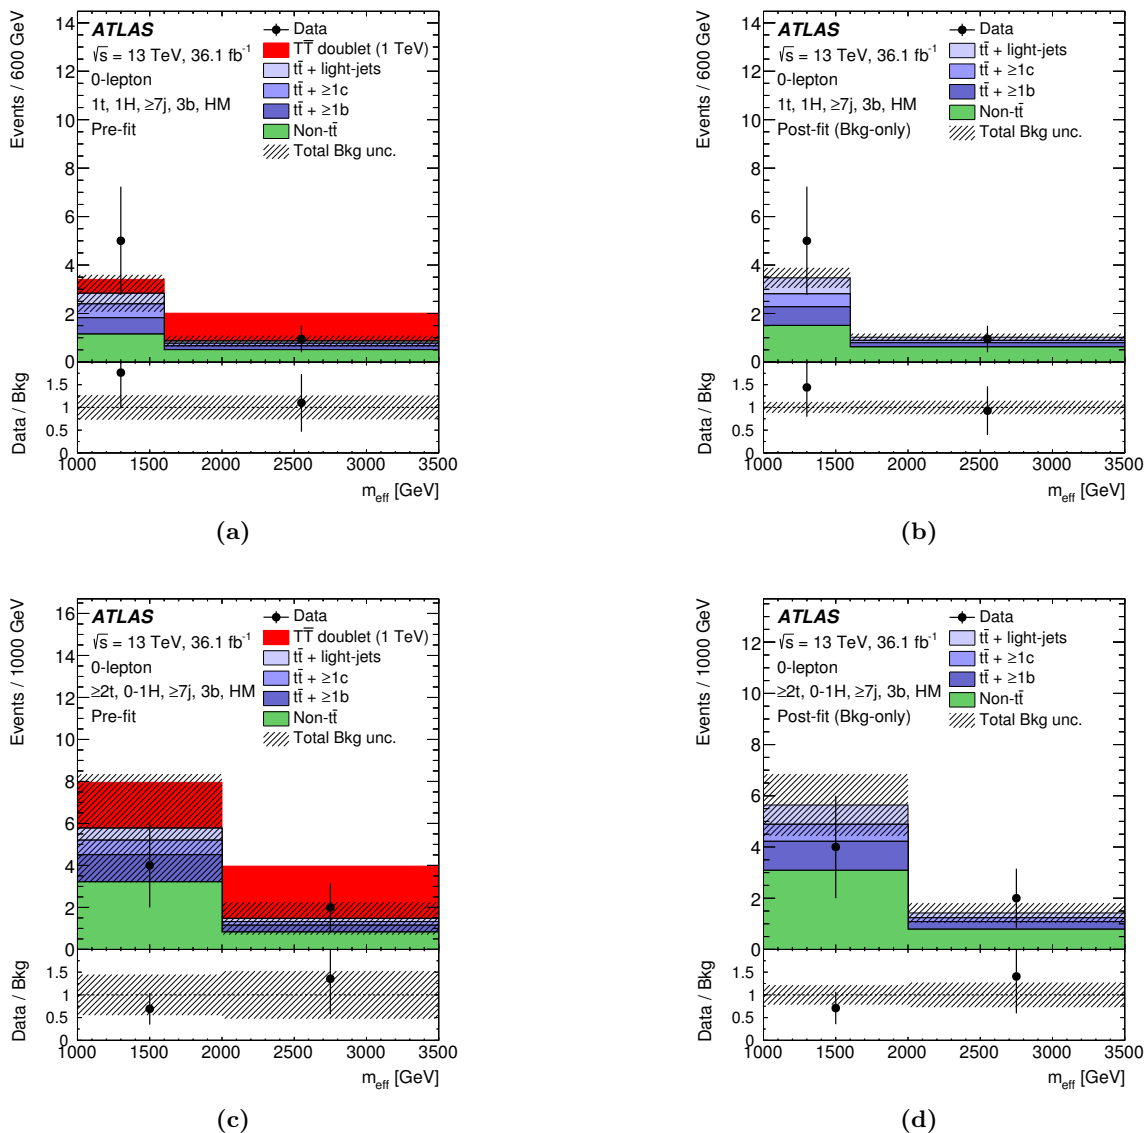 ATLAS
√s = 13 TeV, 36.1 fb⁻¹
0-lepton
1t, 1H, ≥7j, 3b, HM
Pre-fit
Data
TT̅ doublet (1 TeV)
tt̅ + light-jets
tt̅ + ≥1c
tt̅ + ≥1b
Non-tt̅
Total Bkg unc.
Events / 600 GeV
14
12
10
8
6
4
2
0
Data / Bkg
1.5
1
0.5
0
1000 1500 2000 2500 3000 3500
m_eff [GeV]
(a)
ATLAS
√s = 13 TeV, 36.1 fb⁻¹
0-lepton
1t, 1H, ≥7j, 3b, HM
Post-fit (Bkg-only)
Data
tt̅ + light-jets
tt̅ + ≥1c
tt̅ + ≥1b
Non-tt̅
Total Bkg unc.
Events / 600 GeV
14
12
10
8
6
4
2
0
Data / Bkg
1.5
1
0.5
0
1000 1500 2000 2500 3000 3500
m_eff [GeV]
(b)
ATLAS
√s = 13 TeV, 36.1 fb⁻¹
0-lepton
≥2t, 0-1H, ≥7j, 3b, HM
Pre-fit
Data
TT̅ doublet (1 TeV)
tt̅ + light-jets
tt̅ + ≥1c
tt̅ + ≥1b
Non-tt̅
Total Bkg unc.
Events / 1000 GeV
16
14
12
10
8
6
4
2
0
Data / Bkg
1.5
1
0.5
0
1000 1500 2000 2500 3000 3500
m_eff [GeV]
(c)
ATLAS
√s = 13 TeV, 36.1 fb⁻¹
0-lepton
≥2t, 0-1H, ≥7j, 3b, HM
Post-fit (Bkg-only)
Data
tt̅ + light-jets
tt̅ + ≥1c
tt̅ + ≥1b
Non-tt̅
Total Bkg unc.
Events / 1000 GeV
12
10
8
6
4
2
0
Data / Bkg
1.5
1
0.5
0
1000 1500 2000 2500 3000 3500
m_eff [GeV]
(d)